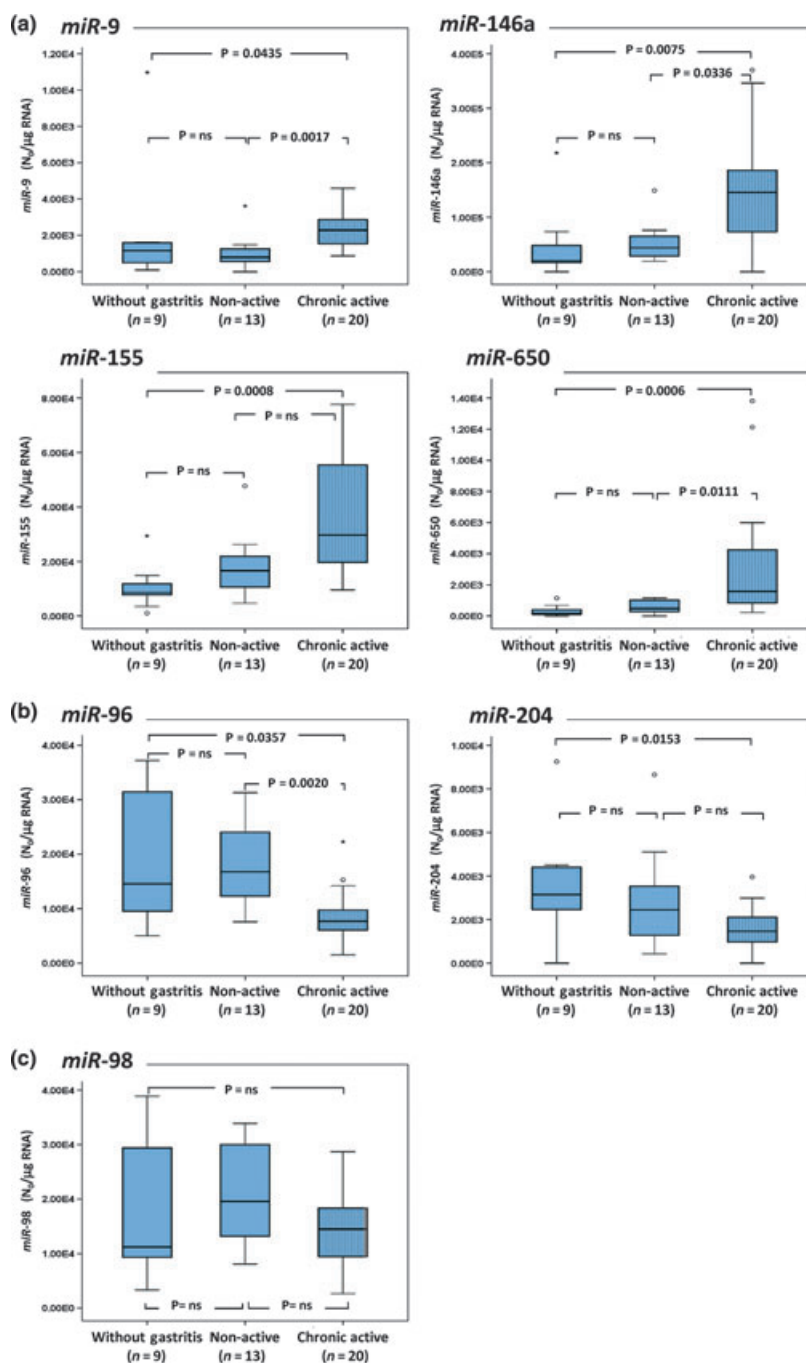 (a) miR-9
1.20E4
1.00E4
8.00E3
6.00E3
4.00E3
2.00E3
0.00E0
miR-9 (N₀/µg RNA)
P = 0.0435
P = ns
P = 0.0017
Without gastritis
(n = 9)
Non-active
(n = 13)
Chronic active
(n = 20)
miR-146a
4.00E5
3.00E5
2.00E5
1.00E5
0.00E0
miR-146a (N₀/µg RNA)
P = 0.0075
P = 0.0336
P = ns
Without gastritis
(n = 9)
Non-active
(n = 13)
Chronic active
(n = 20)
miR-155
8.00E4
6.00E4
4.00E4
2.00E4
0.00E0
miR-155 (N₀/µg RNA)
P = 0.0008
P = ns
P = ns
Without gastritis
(n = 9)
Non-active
(n = 13)
Chronic active
(n = 20)
miR-650
1.40E4
1.20E4
1.00E4
8.00E3
6.00E3
4.00E3
2.00E3
0.00E0
miR-650 (N₀/µg RNA)
P = 0.0006
P = ns
P = 0.0111
Without gastritis
(n = 9)
Non-active
(n = 13)
Chronic active
(n = 20)
(b) miR-96
4.00E4
3.00E4
2.00E4
1.00E4
0.00E0
miR-96 (N₀/µg RNA)
P = 0.0357
P = ns
P = 0.0020
Without gastritis
(n = 9)
Non-active
(n = 13)
Chronic active
(n = 20)
miR-204
1.00E4
8.00E3
6.00E3
4.00E3
2.00E3
0.00E0
miR-204 (N₀/µg RNA)
P = 0.0153
P = ns
P = ns
Without gastritis
(n = 9)
Non-active
(n = 13)
Chronic active
(n = 20)
(c) miR-98
4.00E4
3.00E4
2.00E4
1.00E4
0.00E0
miR-98 (N₀/µg RNA)
P = ns
P= ns
P= ns
Without gastritis
(n = 9)
Non-active
(n = 13)
Chronic active
(n = 20)